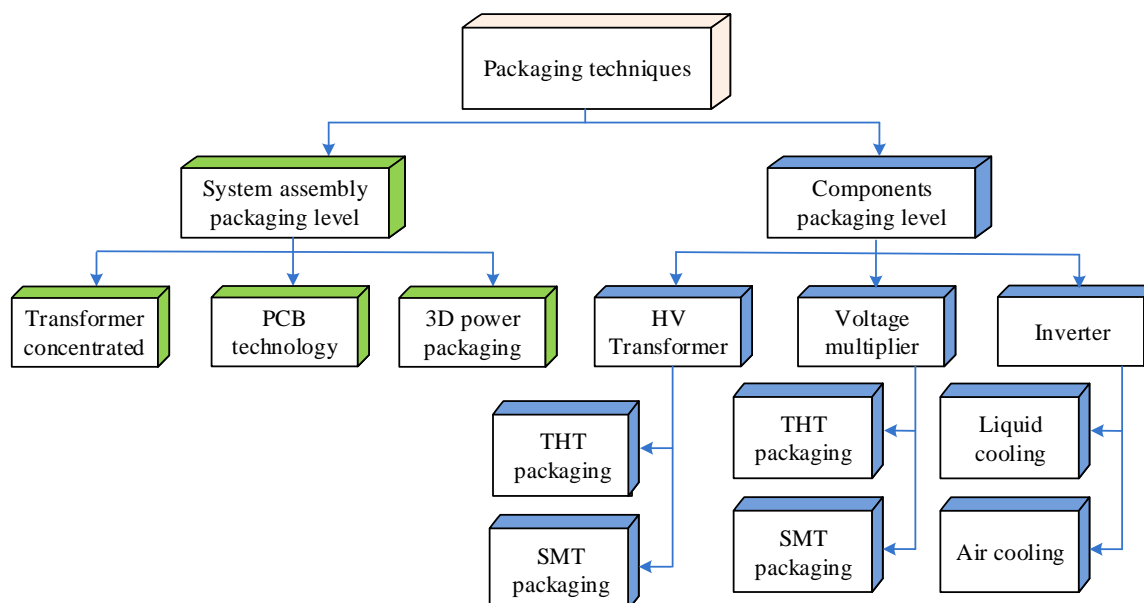 Packaging techniques
System assembly
packaging level
Components
packaging level
Transformer
concentrated
PCB
technology
3D power
packaging
HV
Transformer
Voltage
multiplier
Inverter
THT
packaging
THT
packaging
Liquid
cooling
SMT
packaging
SMT
packaging
Air cooling